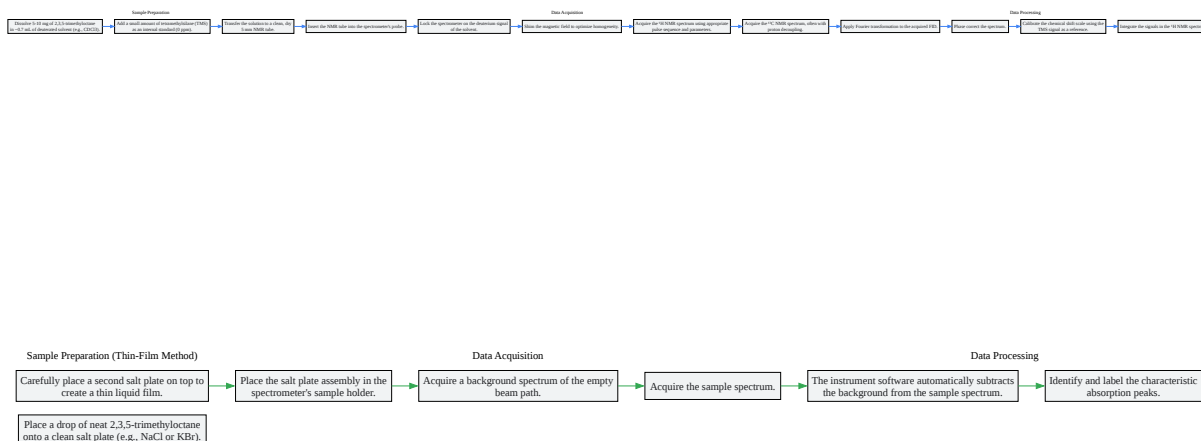 Sample Preparation
Data Acquisition
Data Processing
Dissolve 5-10 mg of 2,3,5-trimethyloctane
in ~0.7 mL of deuterated solvent (e.g., CDCl3).
Add a small amount of tetramethylsilane (TMS)
as an internal standard (0 ppm).
Transfer the solution to a clean, dry
5 mm NMR tube.
Insert the NMR tube into the spectrometer's probe.
Lock the spectrometer on the deuterium signal
of the solvent.
Shim the magnetic field to optimize homogeneity.
Acquire the ¹H NMR spectrum using appropriate
pulse sequence and parameters.
Acquire the ¹³C NMR spectrum, often with
proton decoupling.
Apply Fourier transformation to the acquired FID.
Phase correct the spectrum.
Calibrate the chemical shift scale using the
TMS signal as a reference.
Integrate the signals in the ¹H NMR
Sample Preparation (Thin-Film Method)
Data Acquisition
Data Processing
Carefully place a second salt plate on top to
create a thin liquid film.
Place the salt plate assembly in the
spectrometer's sample holder.
Acquire a background spectrum of the empty
beam path.
Acquire the sample spectrum.
The instrument software automatically subtracts
the background from the sample spectrum.
Identify and label the characteristic
absorption peaks.
Place a drop of neat 2,3,5-trimethyloctane
onto a clean salt plate (e.g., NaCl or KBr).